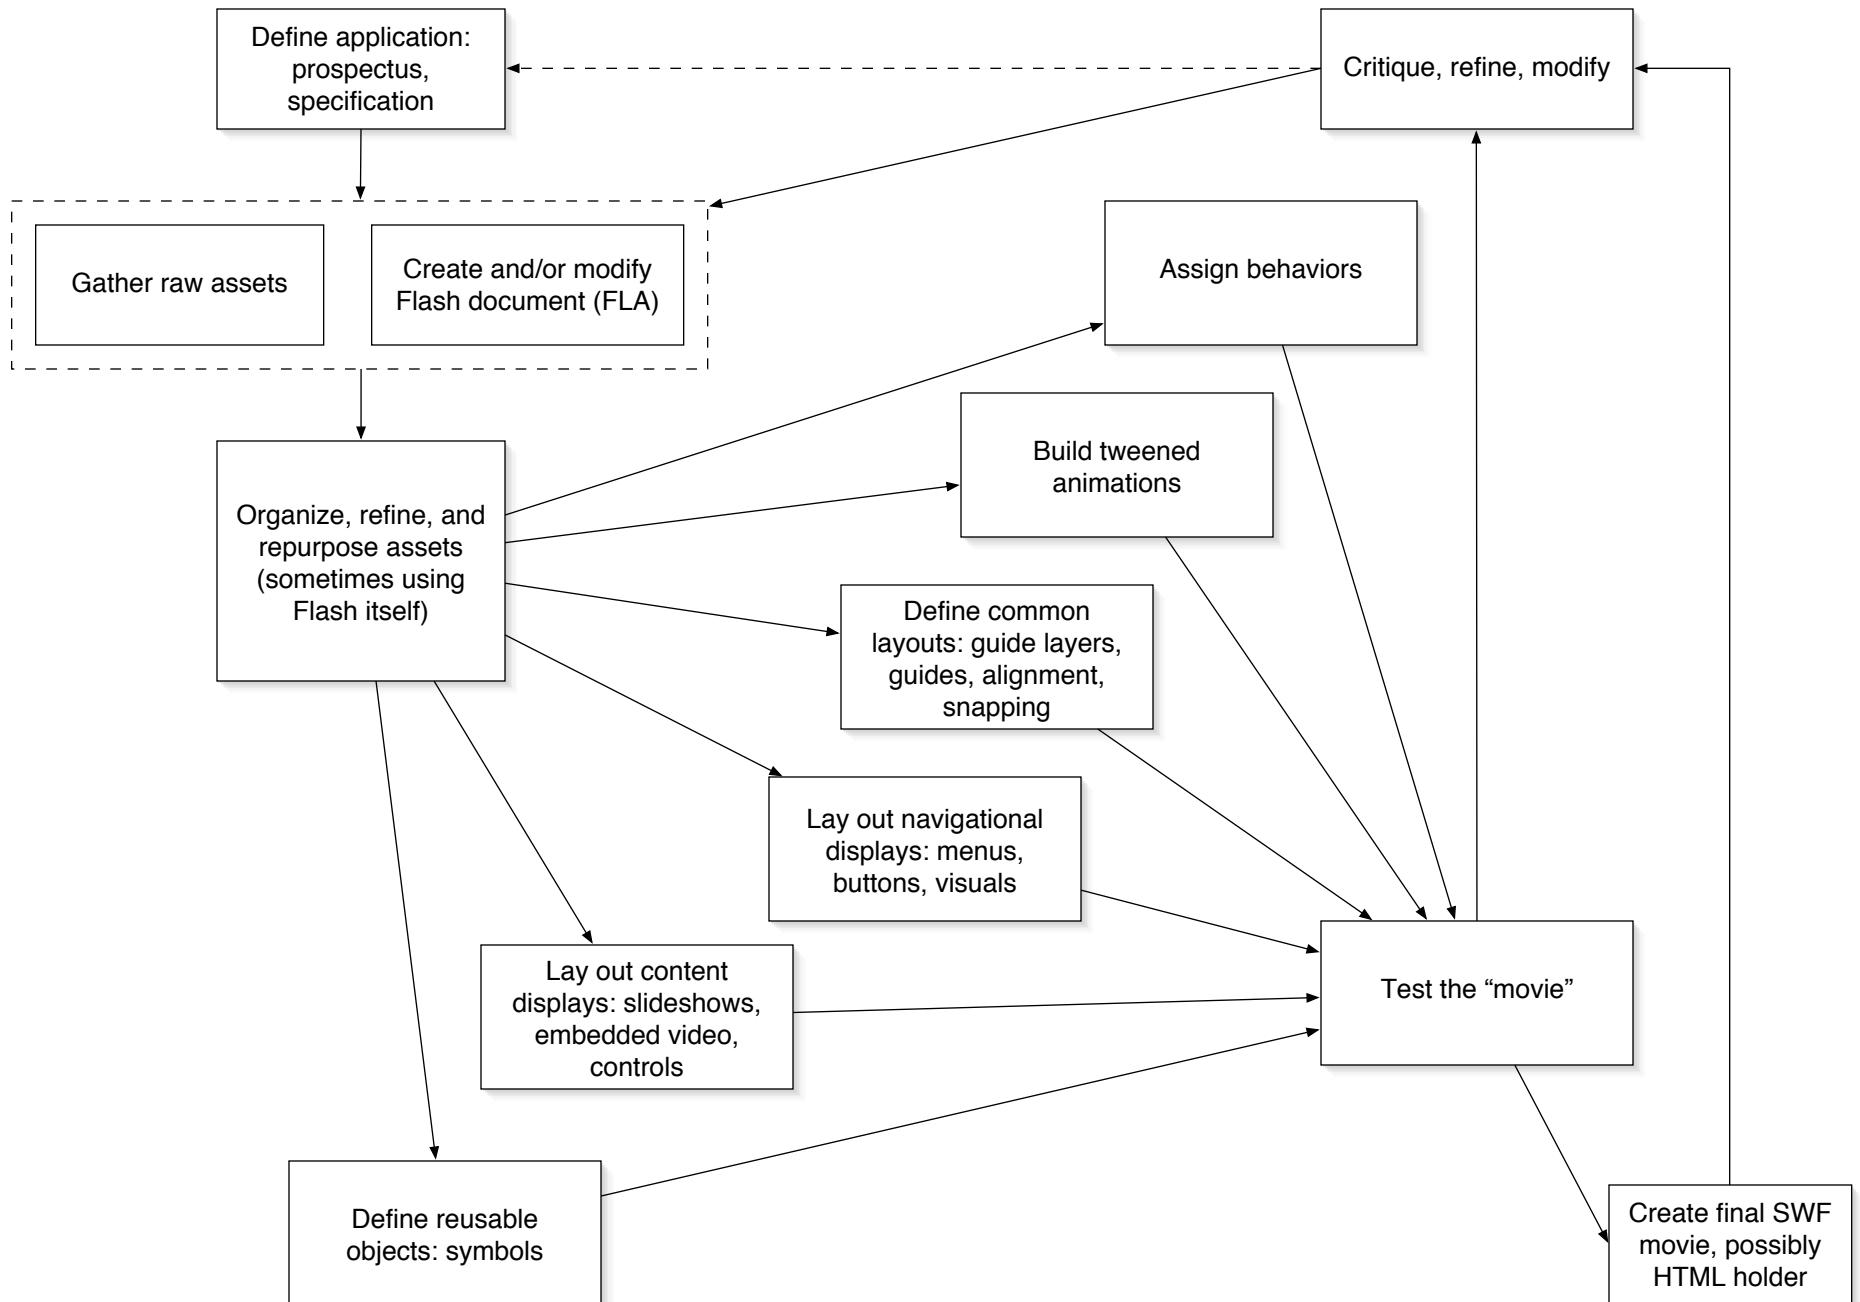 Define application:
prospectus,
specification
Critique, refine, modify
Gather raw assets
Create and/or modify
Flash document (FLA)
Assign behaviors
Build tweened
animations
Organize, refine, and
repurpose assets
(sometimes using
Flash itself)
Define common
layouts: guide layers,
guides, alignment,
snapping
Lay out navigational
displays: menus,
buttons, visuals
Lay out content
displays: slideshows,
embedded video,
controls
Test the “movie”
Define reusable
objects: symbols
Create final SWF
movie, possibly
HTML holder